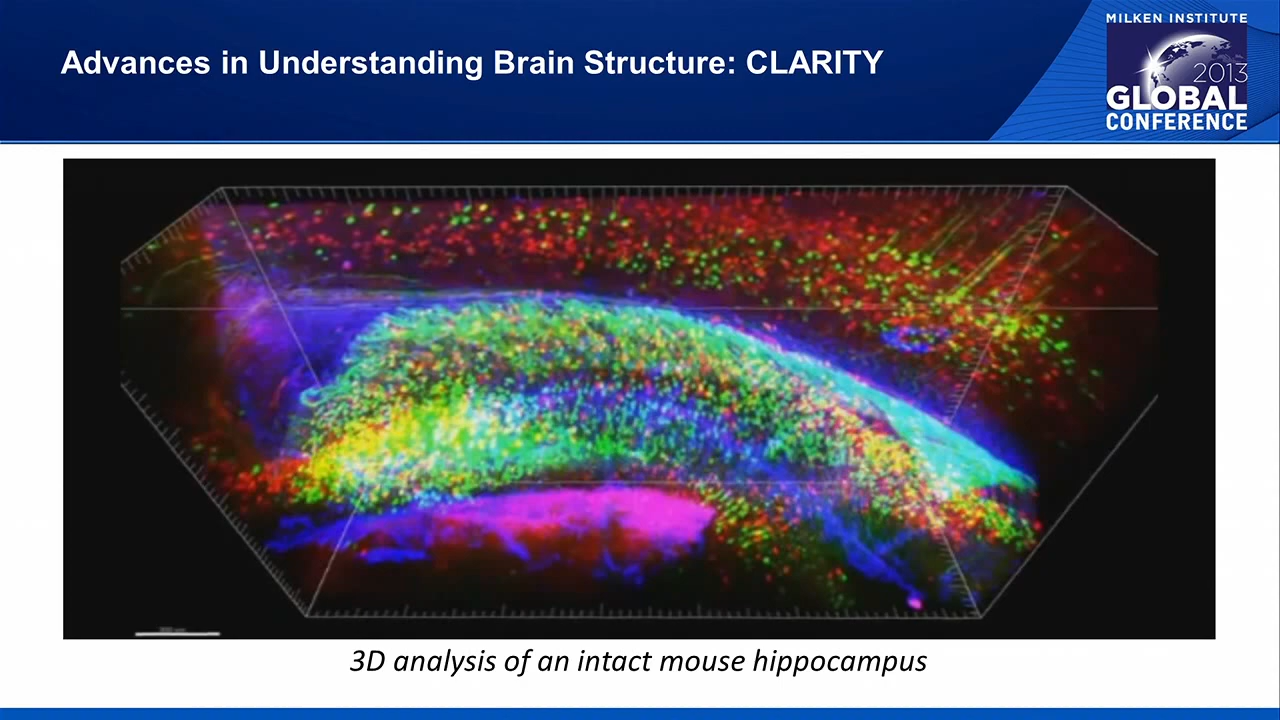 MILKEN INSTITUTE
Advances in Understanding Brain Structure: CLARITY
2013
GLOBAL
CONFERENCE
3D analysis of an intact mouse hippocampus